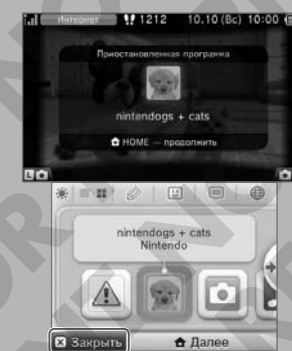 Интернет 1212 10.10 (Вс) 10:00
Приостановленная программа
nintendogs + cats
HOME — продолжить
L
nintendogs + cats
Nintendo
X Закрыть Далее